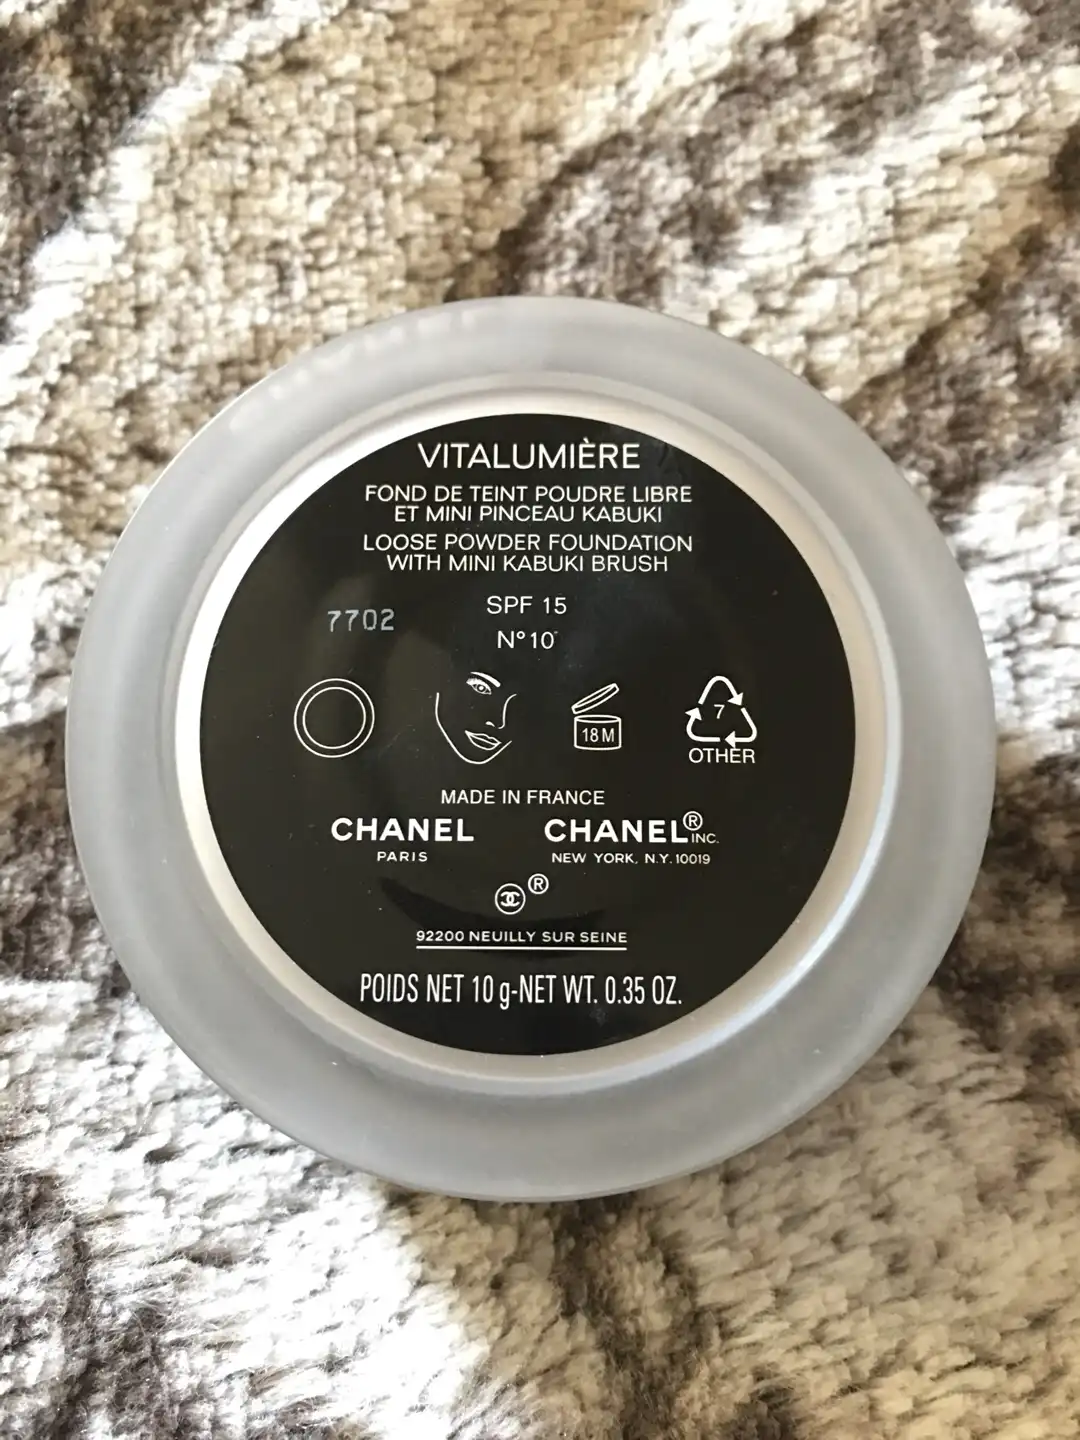 VITALUMIÈRE
FOND DE TEINT POUDRE LIBRE
ET MINI PINCEAU KABUKI
LOOSE POWDER FOUNDATION
WITH MINI KABUKI BRUSH
SPF 15
7702
N°10
18 M
7
OTHER
MADE IN FRANCE
CHANEL CHANEL® INC.
PARIS NEW YORK, N.Y. 10019
®
92200 NEUILLY SUR SEINE
POIDS NET 10 g-NET WT. 0.35 OZ.